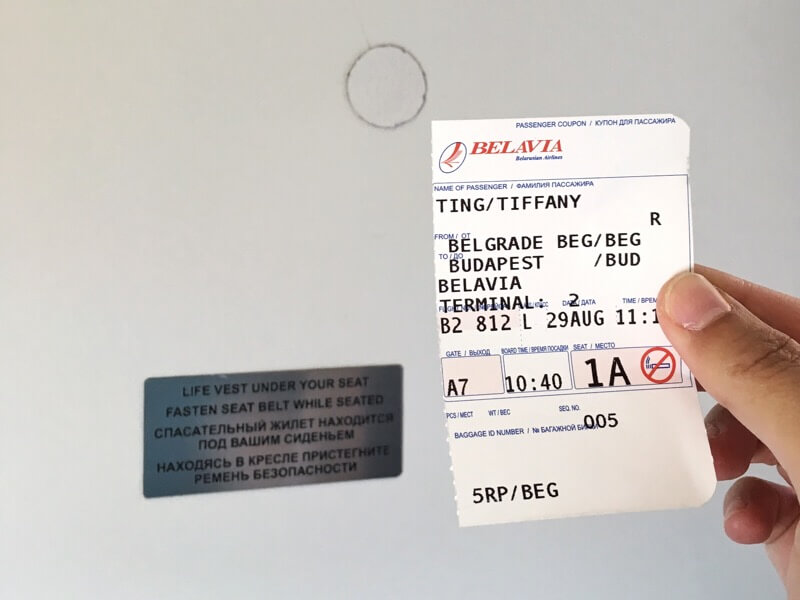 PASSENGER COUPON / КУПОН ДЛЯ ПАССАЖИРА
BELAVIA
Belarusian Airlines
NAME OF PASSENGER / ФАМИЛИЯ ПАССАЖИРА
TING/TIFFANY
R
FROM / ОТ
BELGRADE BEG/BEG
TO / ДО
BUDAPEST /BUD
BELAVIA
TERMINAL: 2
DATE / ДАТА TIME / ВРЕМЯ
B2 812 L 29AUG 11:1
GATE / ВЫХОД BOARD TIME / ВРЕМЯ ПОСАДКИ SEAT / МЕСТО
A7 10:40 1A
PCS / МЕСТ WT / ВЕС SEQ. NO.
005
BAGGAGE ID NUMBER / № БАГАЖНОЙ
5RP/BEG
LIFE VEST UNDER YOUR SEAT
FASTEN SEAT BELT WHILE SEATED
СПАСАТЕЛЬНЫЙ ЖИЛЕТ НАХОДИТСЯ
ПОД ВАШИМ СИДЕНЬЕМ
НАХОДЯСЬ В КРЕСЛЕ ПРИСТЕГНИТЕ
РЕМЕНЬ БЕЗОПАСНОСТИ